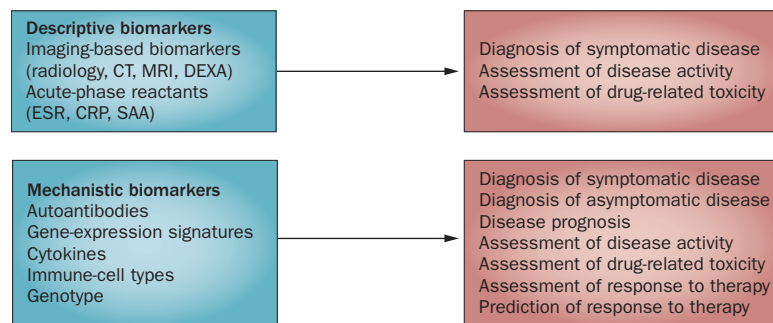 Descriptive biomarkers
Imaging-based biomarkers
(radiology, CT, MRI, DEXA)
Acute-phase reactants
(ESR, CRP, SAA)
Diagnosis of symptomatic disease
Assessment of disease activity
Assessment of drug-related toxicity
Mechanistic biomarkers
Autoantibodies
Gene-expression signatures
Cytokines
Immune-cell types
Genotype
Diagnosis of symptomatic disease
Diagnosis of asymptomatic disease
Disease prognosis
Assessment of disease activity
Assessment of drug-related toxicity
Assessment of response to therapy
Prediction of response to therapy